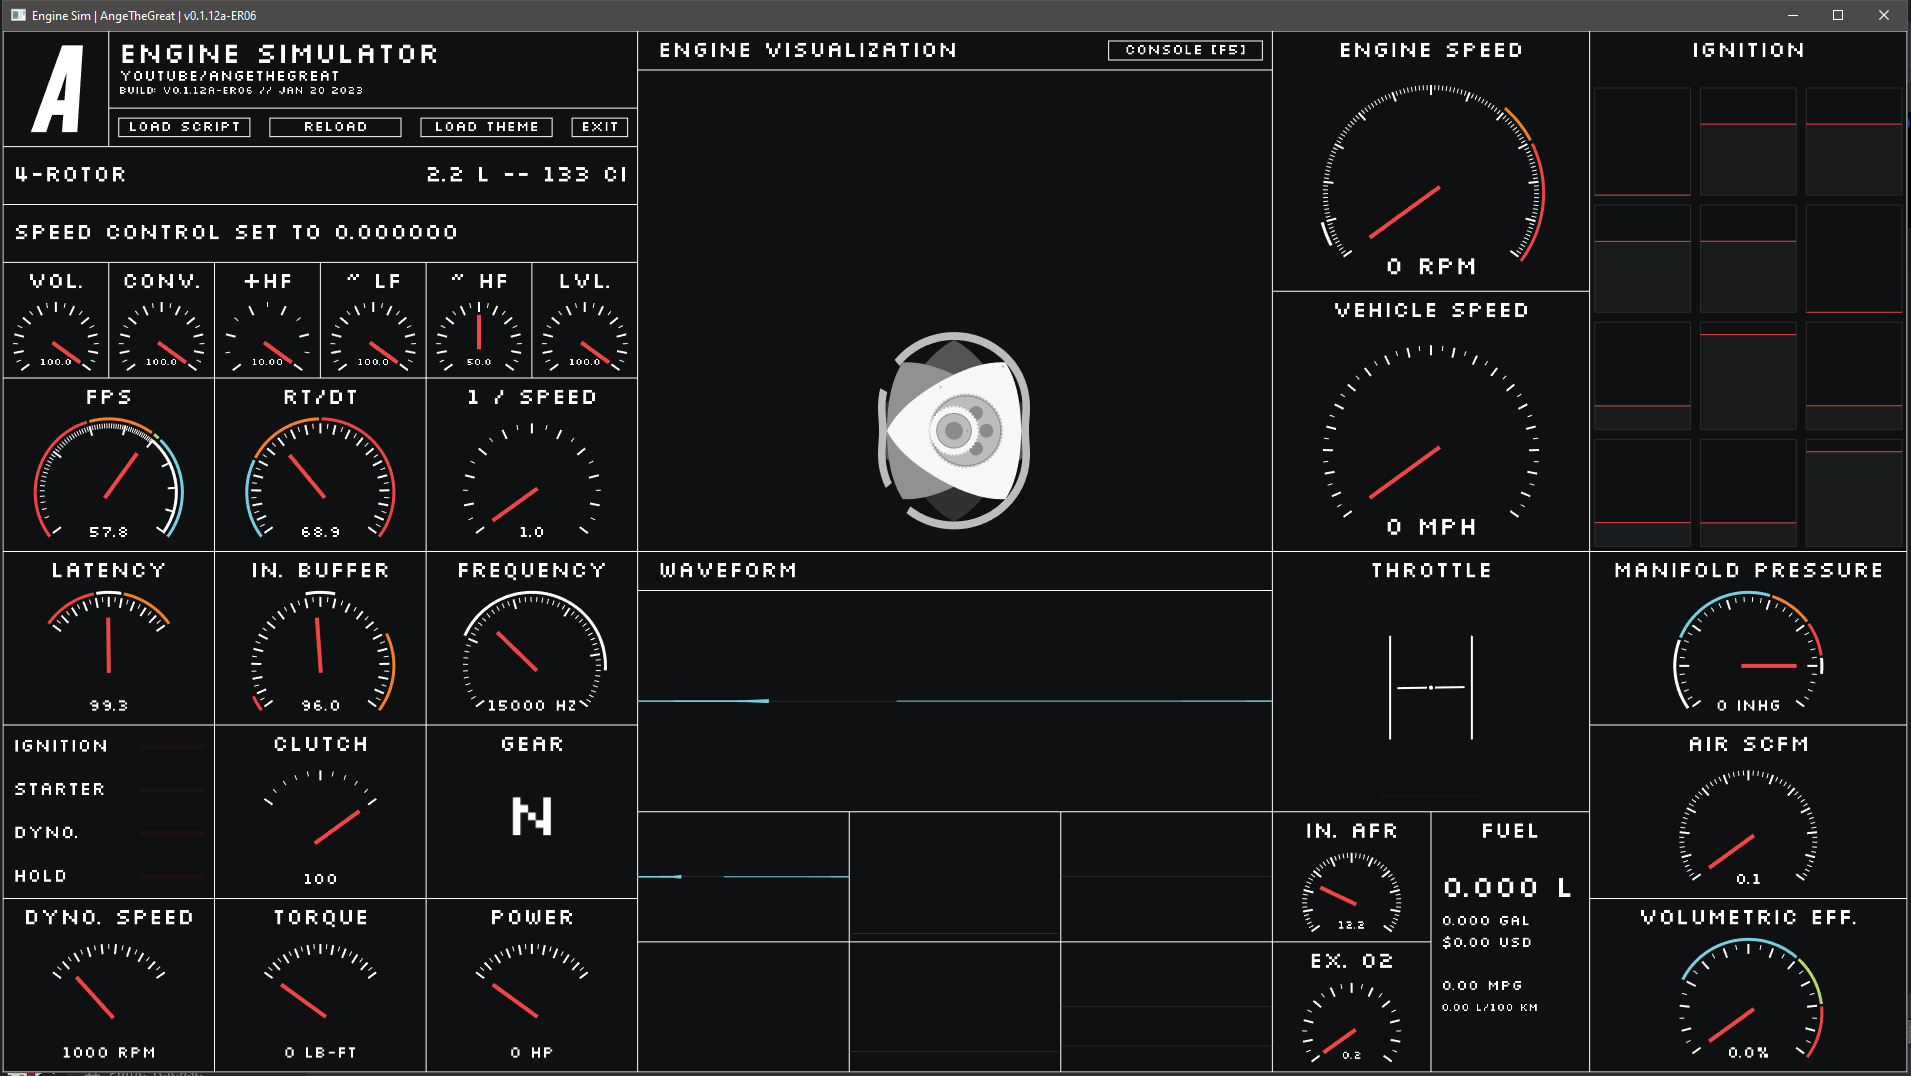 Engine Sim | AngeTheGreat | v0.1.12a-ER06
A
ENGINE SIMULATOR
YOUTUBE/ANGETHEGREAT
BUILD: V0.1.12A-ER06 // JAN 20 2023
LOAD SCRIPT RELOAD LOAD THEME EXIT
4-ROTOR 2.2 L -- 133 CI
SPEED CONTROL SET TO 0.000000
VOL. CONV. +HF ~ LF ~ HF LVL.
100.0 100.0 10.00 100.0 50.0 100.0
FPS RT/DT 1 / SPEED
57.8 68.9 1.0
LATENCY IN. BUFFER FREQUENCY
99.3 96.0 15000 HZ
IGNITION
STARTER
DYNO.
HOLD
CLUTCH
100
GEAR
N
DYNO. SPEED TORQUE POWER
1000 RPM 0 LB-FT 0 HP
ENGINE VISUALIZATION CONSOLE [F5]
WAVEFORM
ENGINE SPEED
0 RPM
VEHICLE SPEED
0 MPH
THROTTLE
IN. AFR
12.2
EX. O2
0.2
FUEL
0.000 L
0.000 GAL
$0.00 USD
0.00 MPG
0.00 L/100 KM
IGNITION
MANIFOLD PRESSURE
0 INHG
AIR SCFM
0.1
VOLUMETRIC EFF.
0.0%